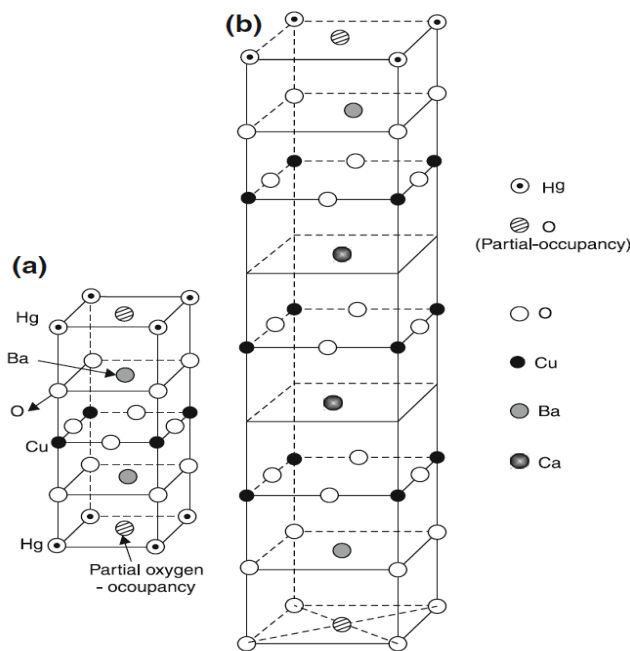 (b)
Hg
O
(Partial-occupancy)
(a)
Hg
Ba
O
O
Cu
Cu
Ba
Ca
Hg
Partial oxygen
- ocoupancy